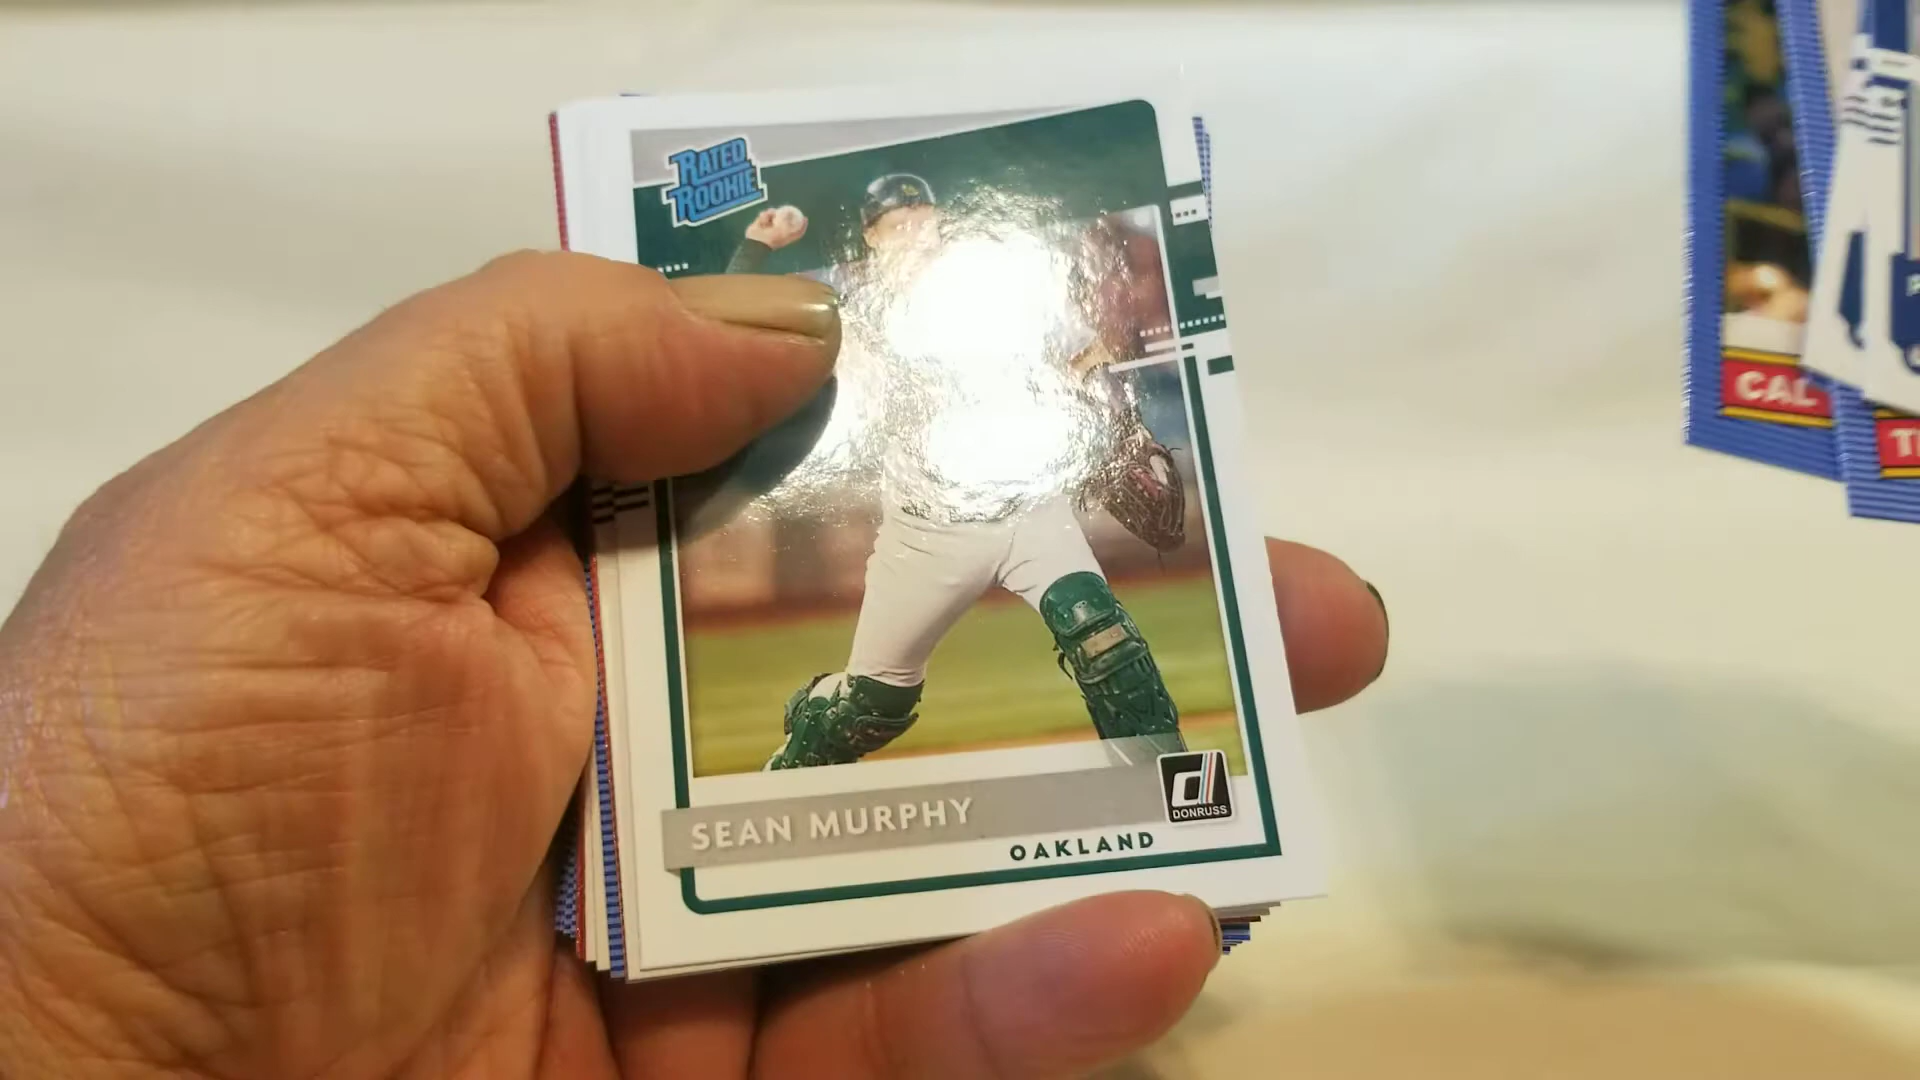 RATED
ROOKIE
SEAN MURPHY
DONRUSS
OAKLAND
CAL